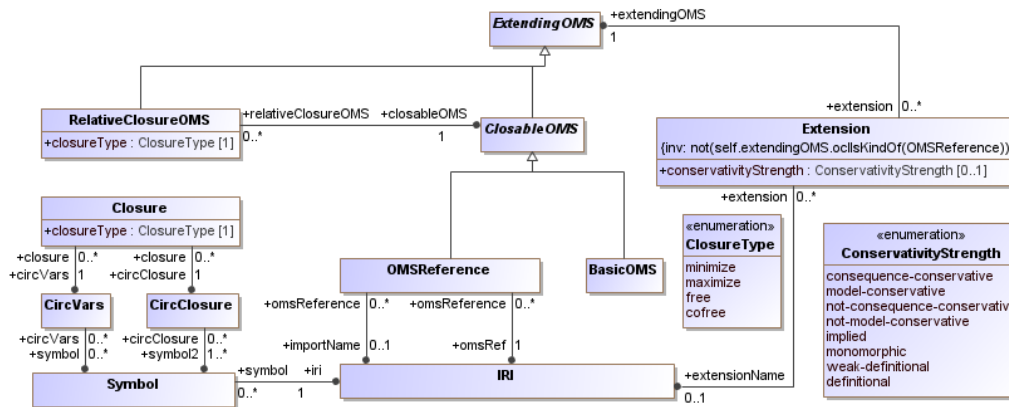 ExtendingOMS
+extendingOMS
1
RelativeClosureOMS
+closureType : ClosureType [1]
+relativeClosureOMS
0..*
+closableOMS
1
ClosableOMS
+extension
0..*
Extension
{inv: not(self.extendingOMS.oclIsKindOf(OMSReference))
+conservativityStrength : ConservativityStrength [0..1]
+extension
0..*
Closure
+closureType : ClosureType [1]
+closure
0..*
+closure
0..*
+circVars
1
+circClosure
1
CircVars
CircClosure
+circVars
0..*
+circClosure
0..*
+symbol
0..*
+symbol2
1..*
Symbol
+symbol
0..*
+iri
1
OMSReference
BasicOMS
+omsReference
0..*
+omsReference
0..*
+importName
0..1
+omsRef
1
IRI
+extensionName
0..1
«enumeration»
ClosureType
minimize
maximize
free
cofree
«enumeration»
ConservativityStrength
consequence-conservative
model-conservative
not-consequence-conservative
not-model-conservative
implied
monomorphic
weak-definitional
definitional